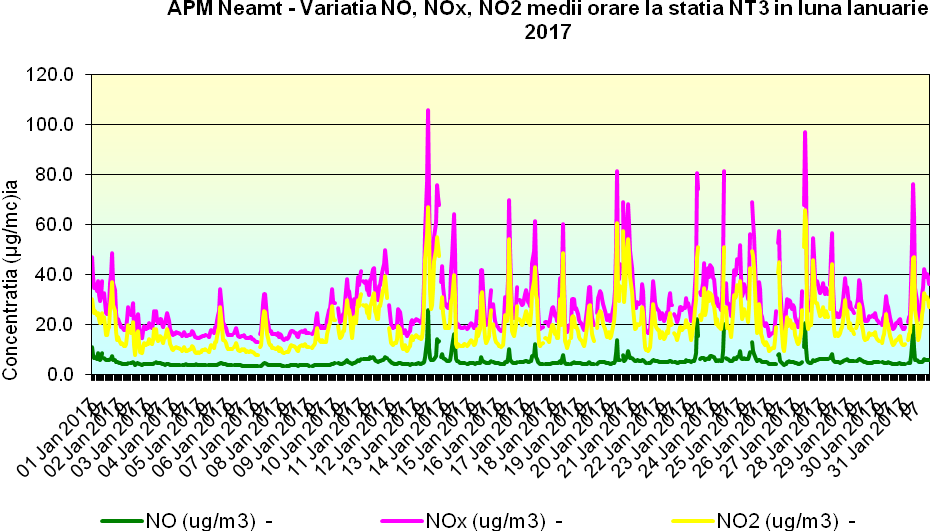 APM Neamt - Variatia NO, NOx, NO2 medii orare la statia NT3 in luna Ianuarie
2017
Concentratia (µg/mc)ia
120.0
100.0
80.0
60.0
40.0
20.0
0.0
01 Jan 2017
02 Jan 2017
03 Jan 2017
04 Jan 2017
05 Jan 2017
06 Jan 2017
07 Jan 2017
08 Jan 2017
09 Jan 2017
10 Jan 2017
11 Jan 2017
12 Jan 2017
13 Jan 2017
14 Jan 2017
15 Jan 2017
16 Jan 2017
17 Jan 2017
18 Jan 2017
19 Jan 2017
20 Jan 2017
21 Jan 2017
22 Jan 2017
23 Jan 2017
24 Jan 2017
25 Jan 2017
26 Jan 2017
27 Jan 2017
28 Jan 2017
29 Jan 2017
30 Jan 2017
31 Jan 2017
NO (ug/m3) -
NOx (ug/m3) -
NO2 (ug/m3) -